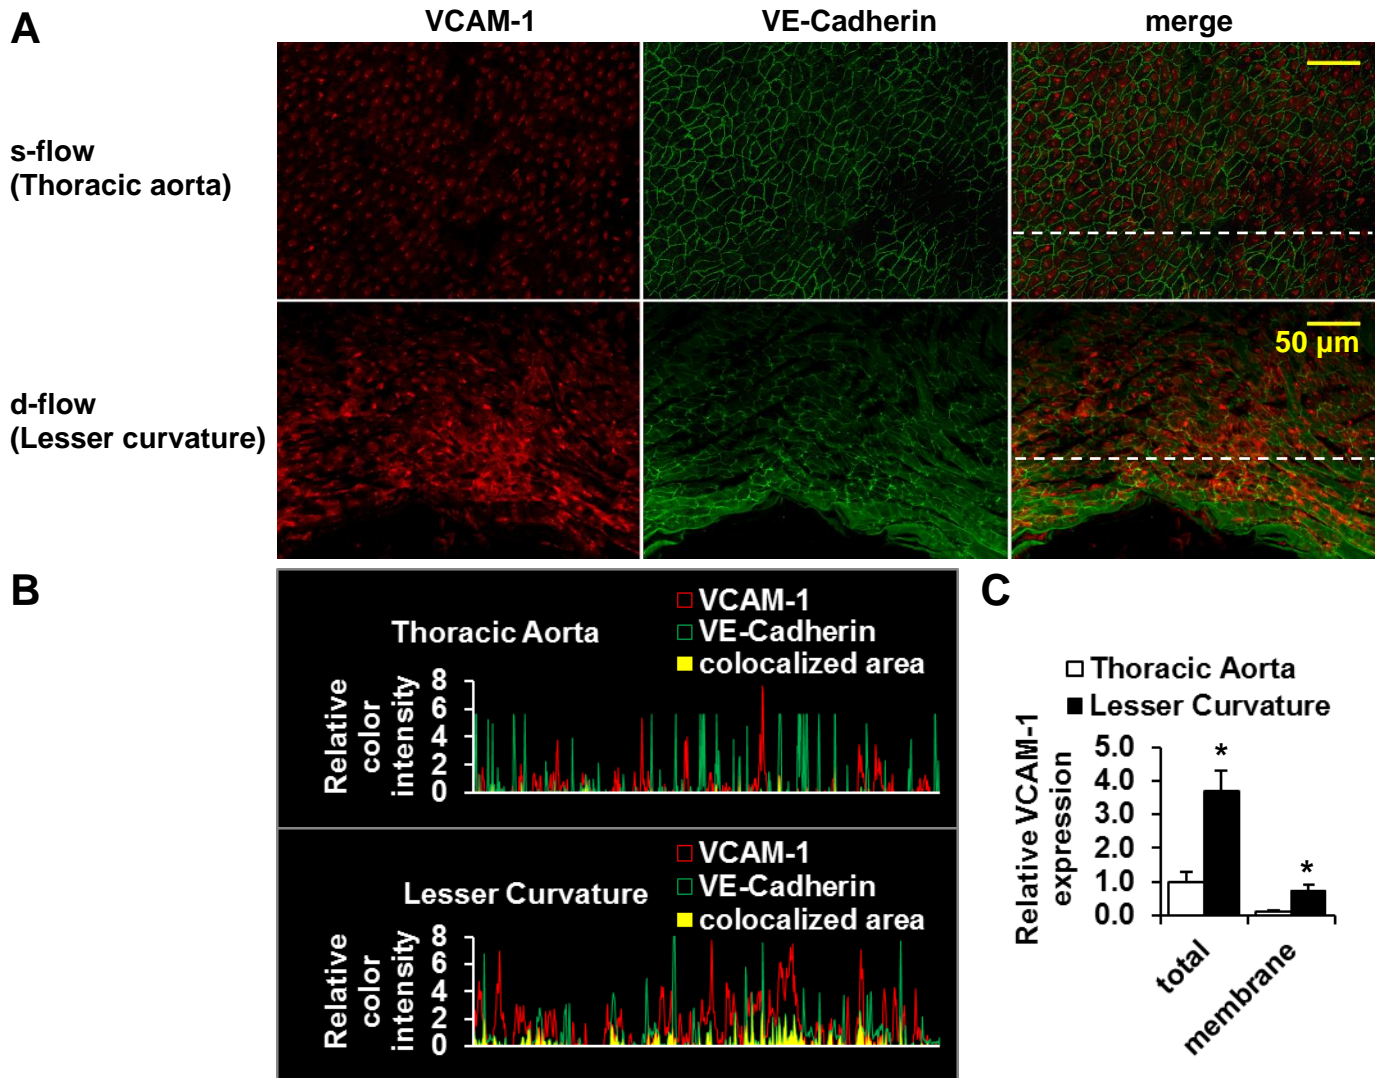 A
VCAM-1
VE-Cadherin
merge
s-flow
(Thoracic aorta)
d-flow
(Lesser curvature)
50 µm
B
Thoracic Aorta
VCAM-1
VE-Cadherin
colocalized area
Relative
color
intensity
8
6
4
2
0
Lesser Curvature
VCAM-1
VE-Cadherin
colocalized area
Relative
color
intensity
8
6
4
2
0
C
Thoracic Aorta
Lesser Curvature
Relative VCAM-1
expression
5.0
4.0
3.0
2.0
1.0
0.0
*
*
total
membrane